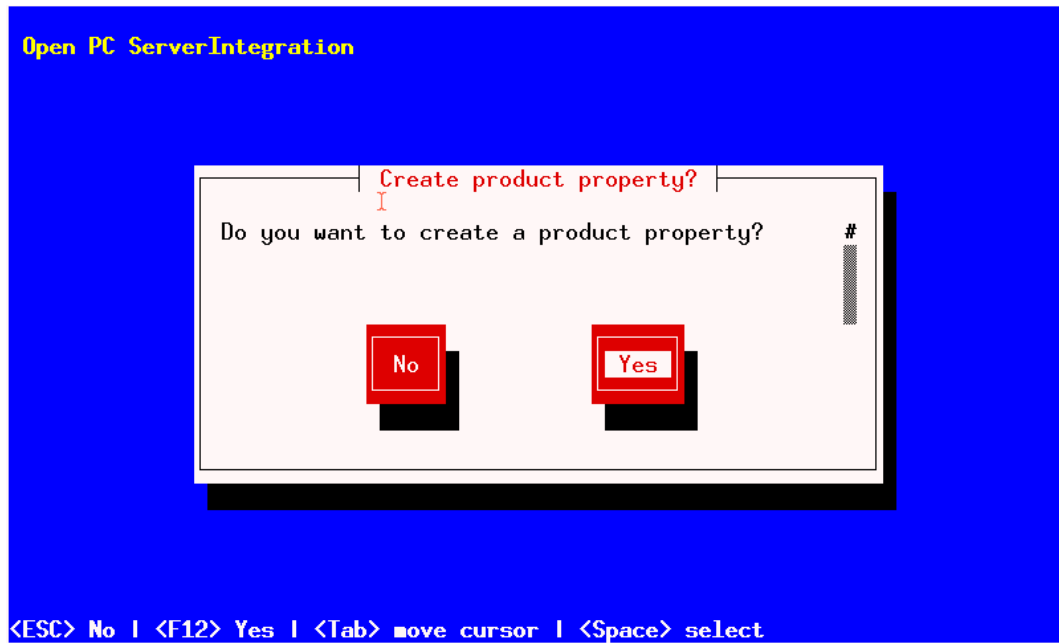 Open PC ServerIntegration
Create product property?
Do you want to create a product property? #
No Yes
<ESC> No | <F12> Yes | <Tab> move cursor | <Space> select